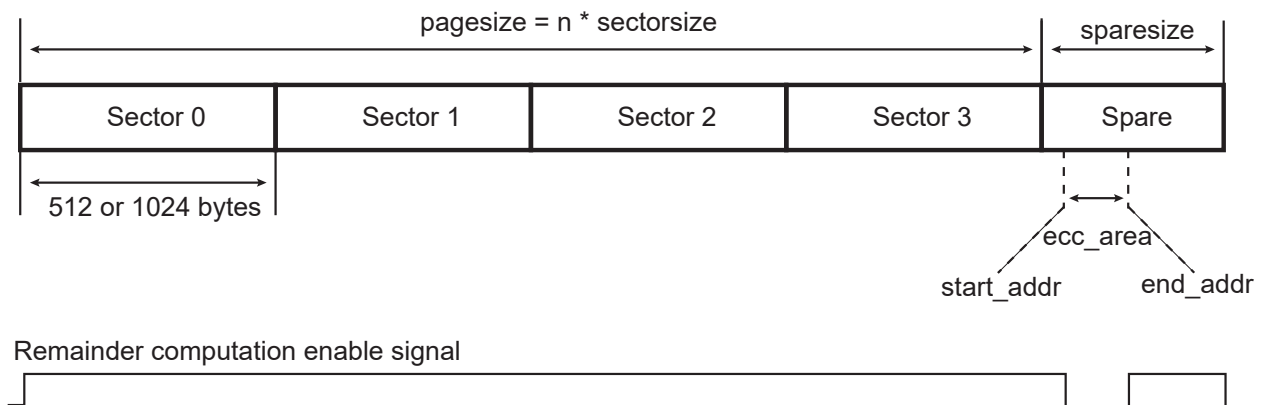 pagesize = n * sectorsize
sparesize
Sector 0
Sector 1
Sector 2
Sector 3
Spare
512 or 1024 bytes
ecc_area
start_addr
end_addr
Remainder computation enable signal